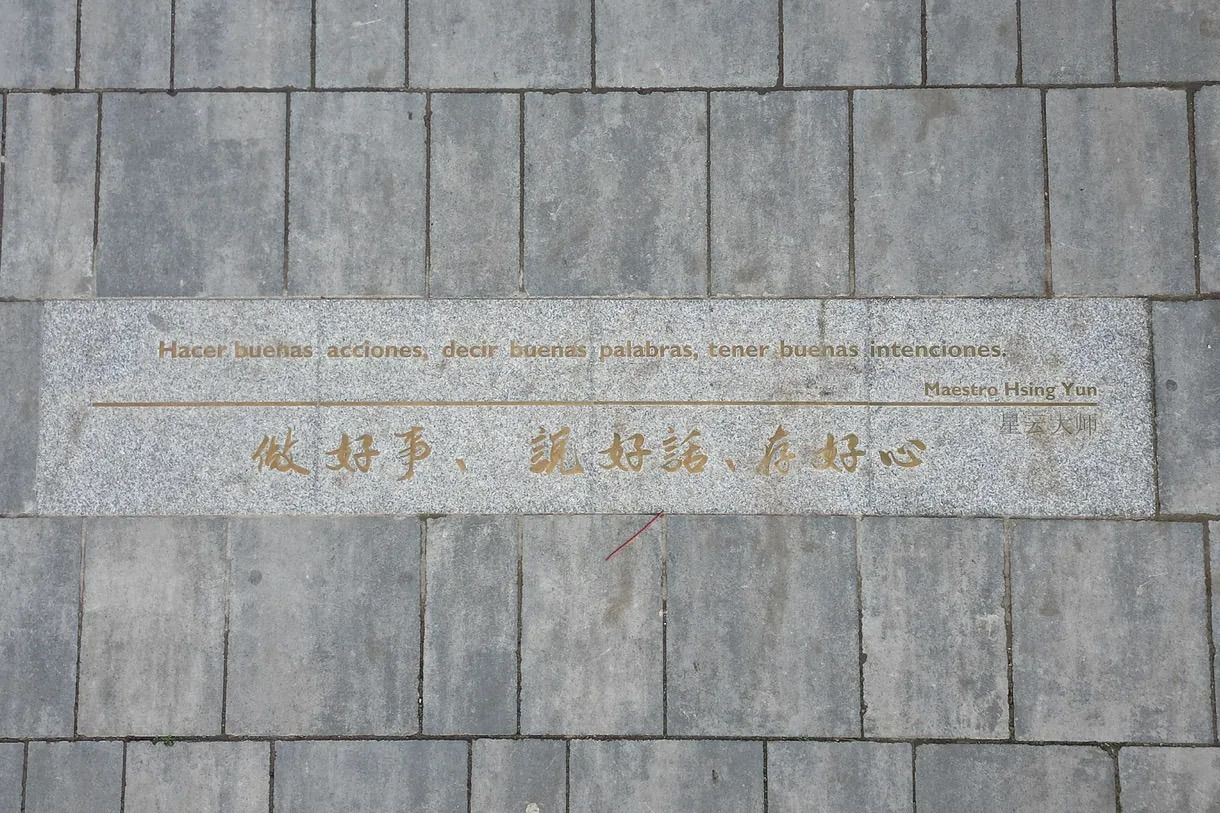 Hacer buenas acciones, decir buenas palabras, tener buenas intenciones.
Maestro Hsing Yun
星云大师
做好事、說好話、存好心